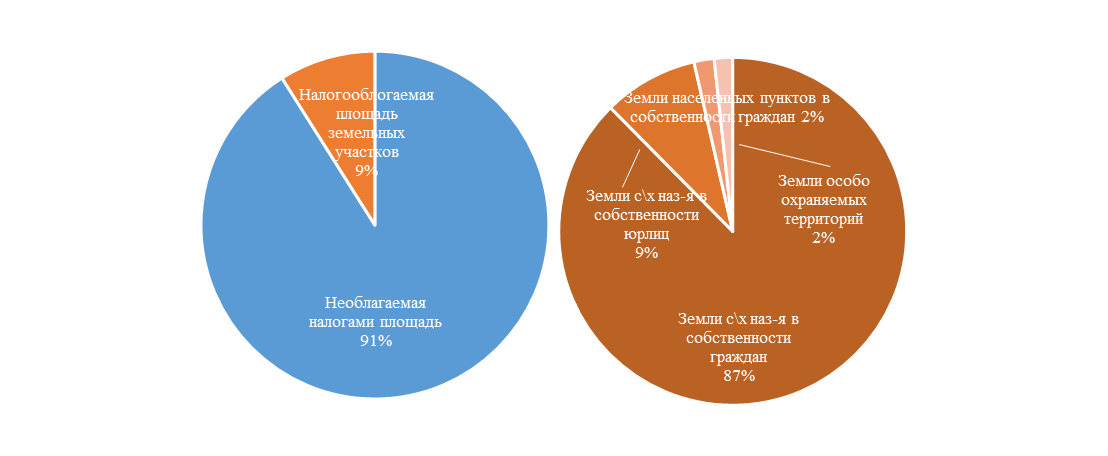 Налогооблогаемая
площадь
земельных
участков
9%
Необлагаемая
налогами площадь
91%
Земли населенных пунктов в
собственности граждан 2%
Земли особо
охраняемых
территорий
2%
Земли с\х наз-я в
собственности
юрлиц
9%
Земли с\х наз-я в
собственности
граждан
87%